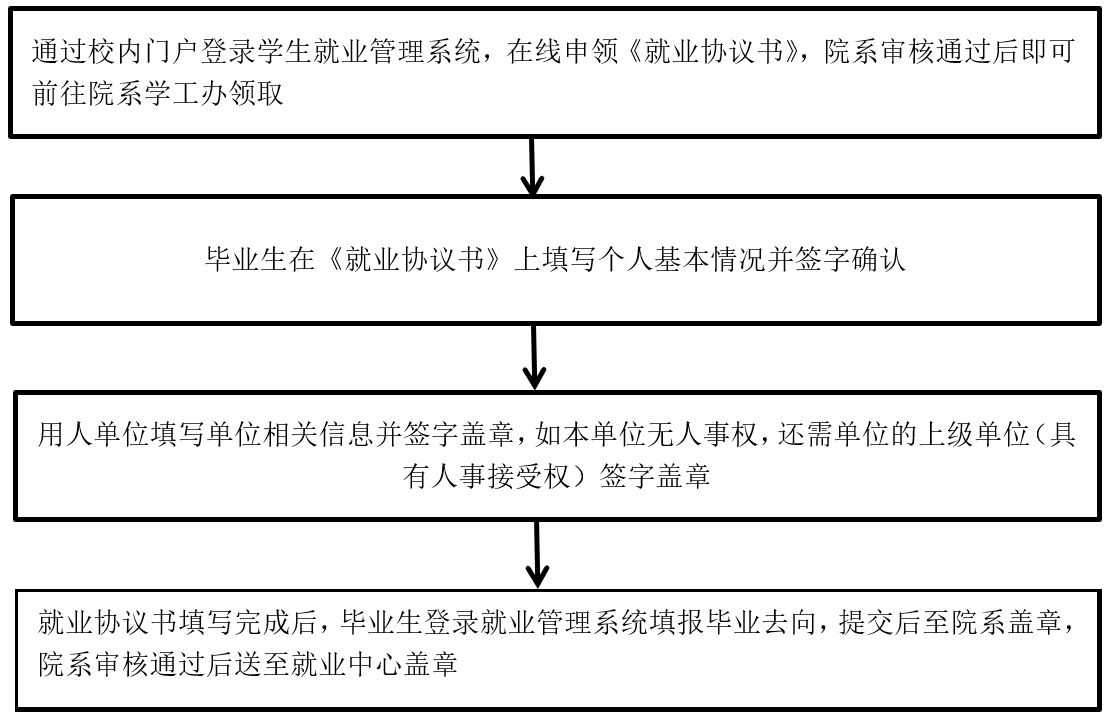 通过校内门户登录学生就业管理系统，在线申领《就业协议书》，院系审核通过后即可
前往院系学工办领取
毕业生在《就业协议书》上填写个人基本情况并签字确认
用人单位填写单位相关信息并签字盖章，如本单位无人事权，还需单位的上级单位（具
有人事接受权）签字盖章
就业协议书填写完成后，毕业生登录就业管理系统填报毕业去向，提交后至院系盖章，
院系审核通过后送至就业中心盖章